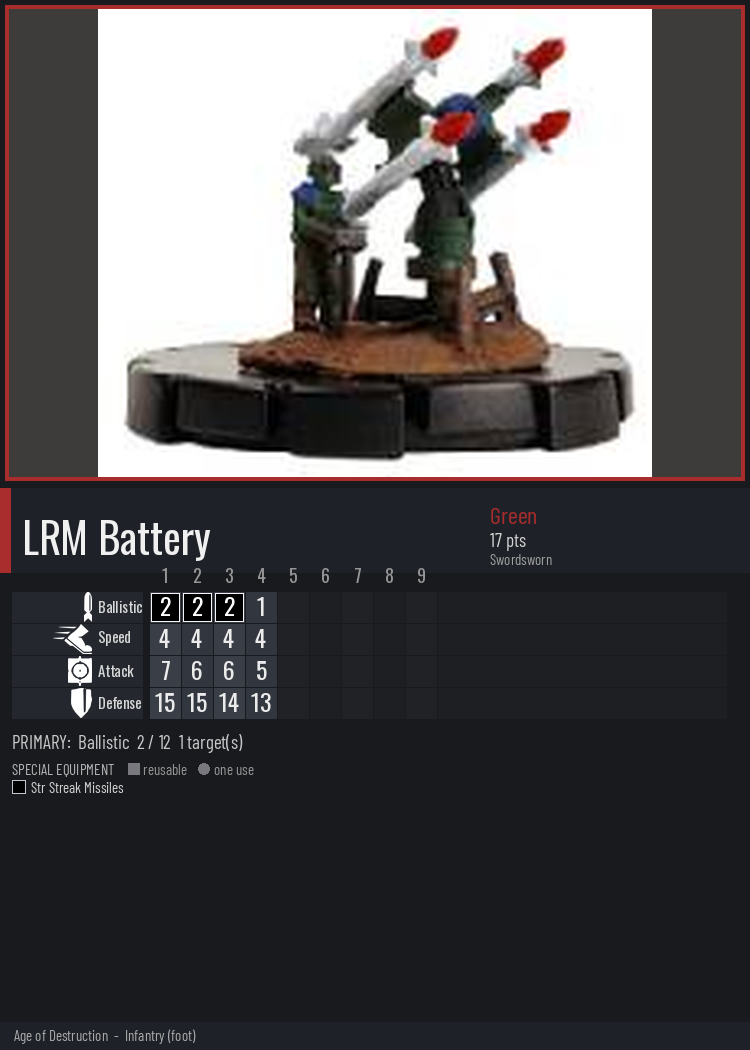 LRM Battery
Green
17 pts
Swordsworn
1 2 3 4 5 6 7 8 9
Ballistic 2 2 2 1
Speed 4 4 4 4
Attack 7 6 6 5
Defense 15 15 14 13
PRIMARY: Ballistic 2 / 12 1 target(s)
SPECIAL EQUIPMENT reusable one use
Str Streak Missiles
Age of Destruction - Infantry (foot)